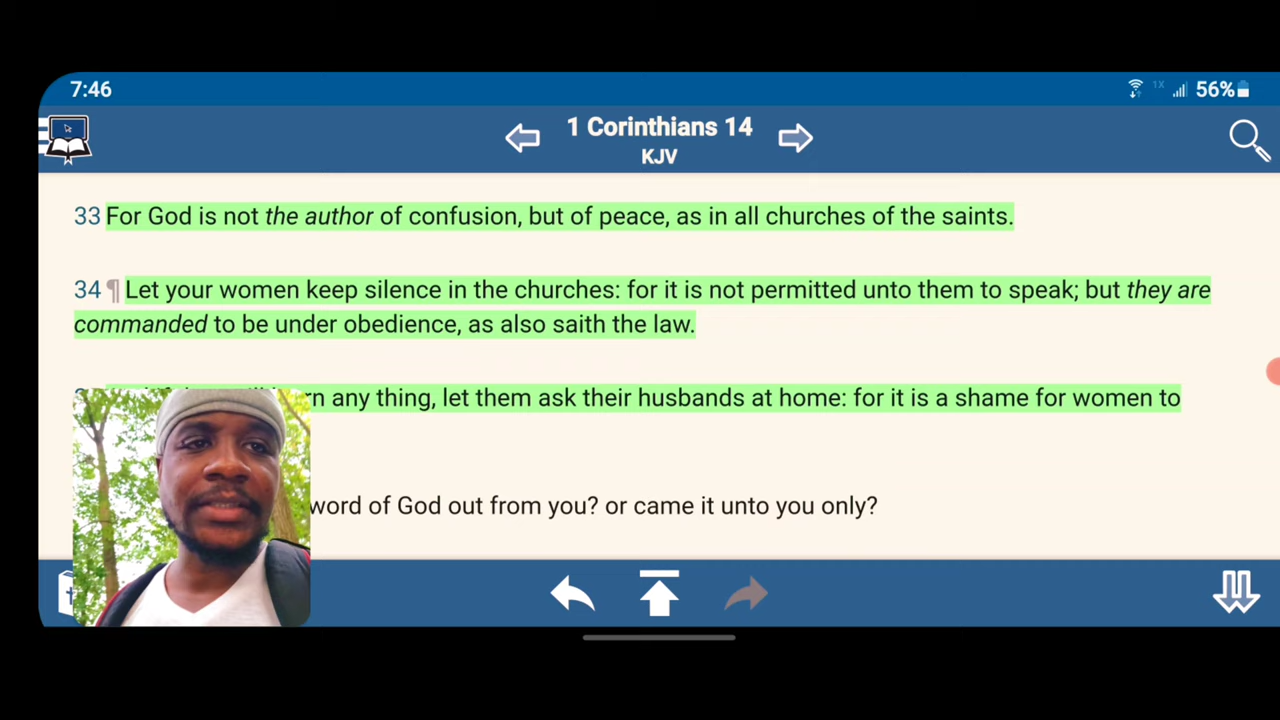 7:46
1X
56%
1 Corinthians 14
KJV
33 For God is not the author of confusion, but of peace, as in all churches of the saints.
34 ¶ Let your women keep silence in the churches: for it is not permitted unto them to speak; but they are
commanded to be under obedience, as also saith the law.
any thing, let them ask their husbands at home: for it is a shame for women to
word of God out from you? or came it unto you only?